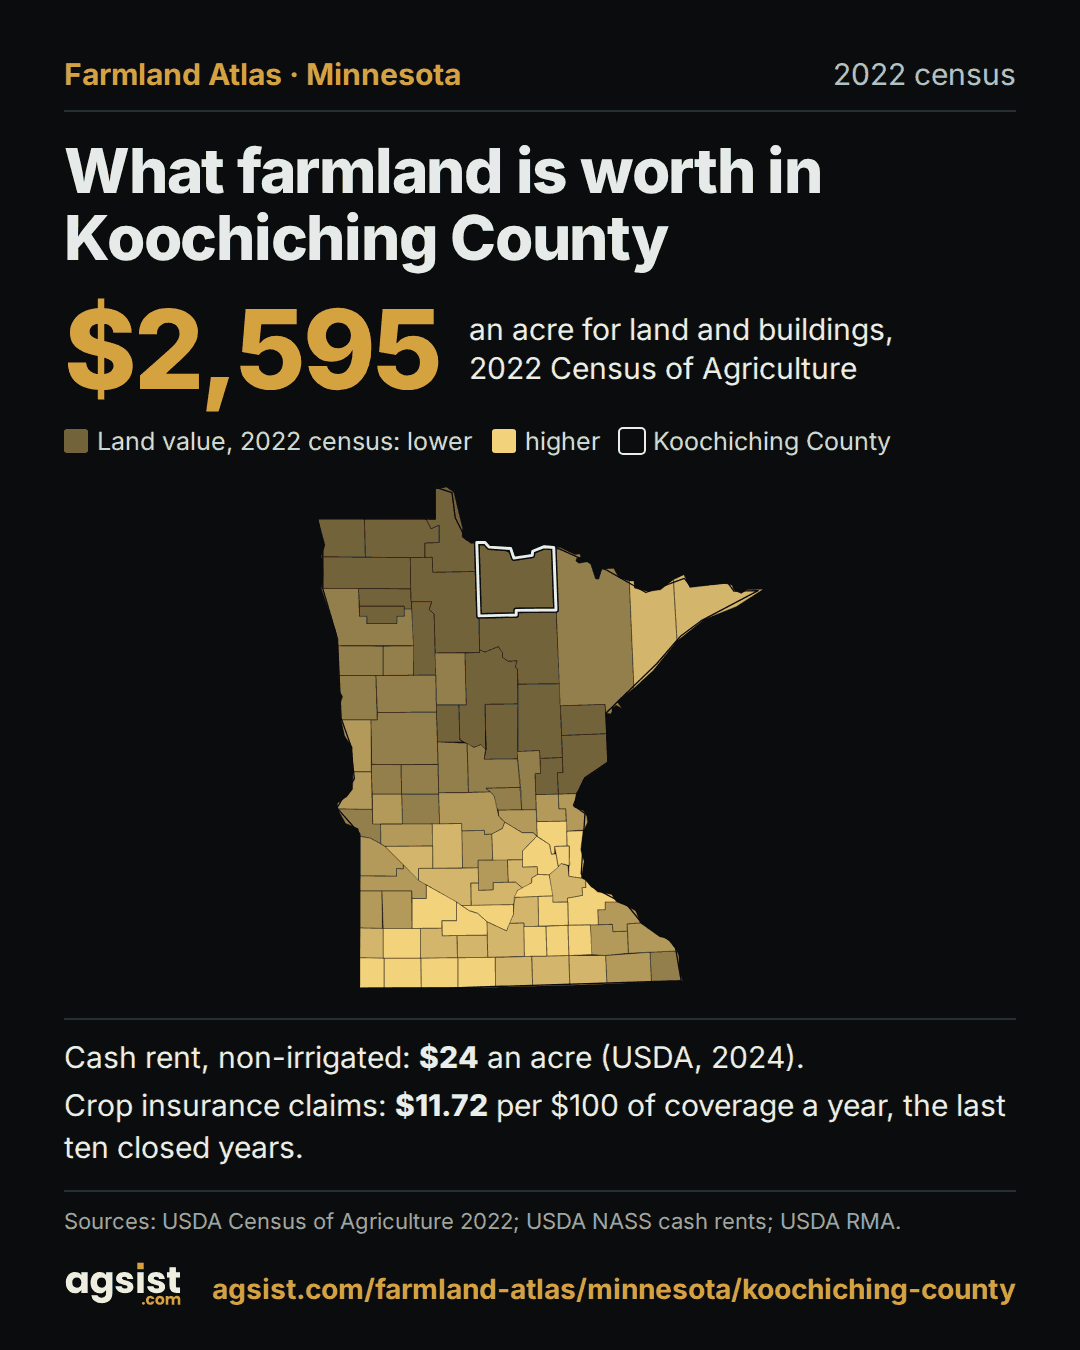 Farmland Atlas · Minnesota
2022 census
What farmland is worth in
Koochiching County
$2,595
an acre for land and buildings,
2022 Census of Agriculture
Land value, 2022 census: lower
higher
Koochiching County
Cash rent, non-irrigated: $24 an acre (USDA, 2024).
Crop insurance claims: $11.72 per $100 of coverage a year, the last
ten closed years.
Sources: USDA Census of Agriculture 2022; USDA NASS cash rents; USDA RMA.
agsist
.com
agsist.com/farmland-atlas/minnesota/koochiching-county